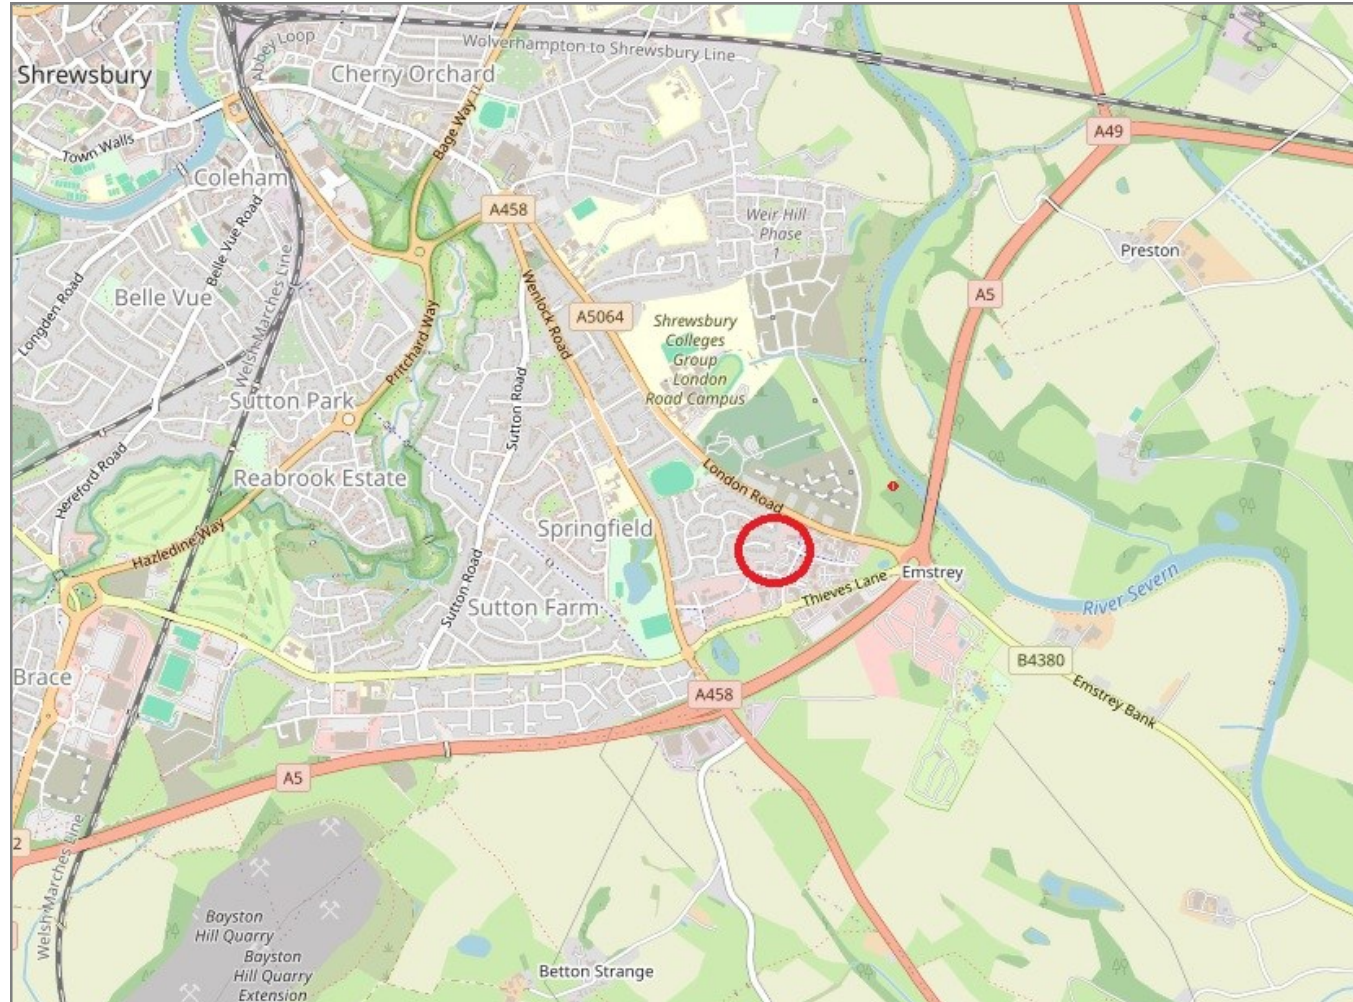 Abbey Loop
Wolverhampton to Shrewsbury Line
Shrewsbury
Cherry Orchard
Bage Way
A49
Town Walls
Coleham
A458
Weir Hill
Phase
1
Preston
Belle Vue Road
Welsh Marches Line
Belle Vue
Longden Road
Wenlock Road
A5
A5064
Shrewsbury
Colleges
Group
London
Road Campus
Pritchard Way
Sutton Park
Sutton Road
Hereford Road
Reabrook Estate
London Road
Hazledine Way
Springfield
Emstrey
Thieves Lane
River Severn
Sutton Road
Sutton Farm
B4380
Brace
A458
Emstrey Bank
A5
2
Welsh Marches Line
Bayston
Hill Quarry
Bayston
Hill Quarry
Extension
Betton Strange